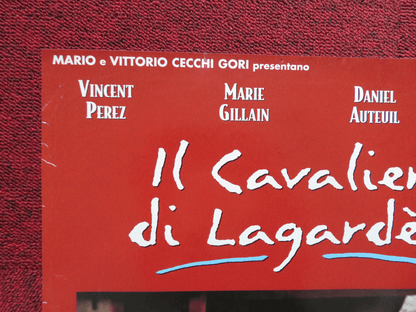 MARIO e VITTORIO CECCHI GORI presentano
VINCENT MARIE DANIEL
PEREZ GILLAIN AUTEUIL
Il Cavalier
di Lagardè